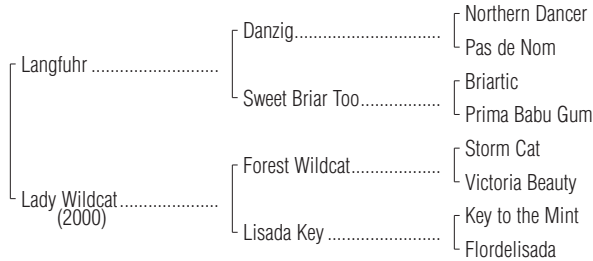 Northern Dancer
Danzig..............................
Pas de Nom
Langfuhr ...........................
Briartic
Sweet Briar Too.................
Prima Babu Gum
Storm Cat
Forest Wildcat...................
Victoria Beauty
Lady Wildcat.....................
(2000)
Key to the Mint
Lisada Key ........................
Flordelisada